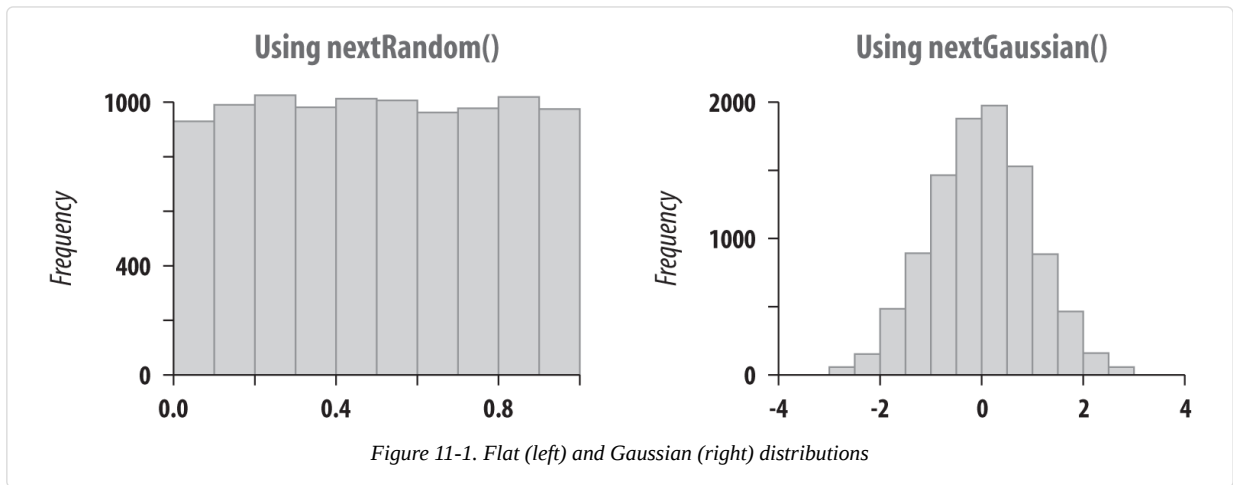 Using nextRandom()
Frequency
1000
400
0
0.0 0.4 0.8
Using nextGaussian()
Frequency
2000
1000
0
-4 -2 0 2 4
Figure 11-1. Flat (left) and Gaussian (right) distributions